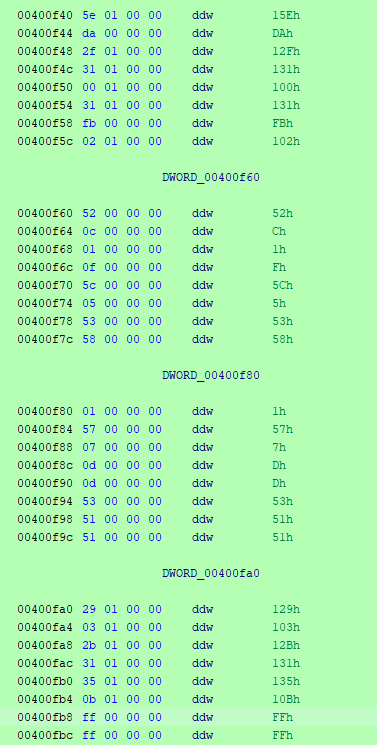 00400f40 5e 01 00 00 ddw 15Eh
00400f44 da 00 00 00 ddw DAh
00400f48 2f 01 00 00 ddw 12Fh
00400f4c 31 01 00 00 ddw 131h
00400f50 00 01 00 00 ddw 100h
00400f54 31 01 00 00 ddw 131h
00400f58 fb 00 00 00 ddw FBh
00400f5c 02 01 00 00 ddw 102h
DWORD_00400f60
00400f60 52 00 00 00 ddw 52h
00400f64 0c 00 00 00 ddw Ch
00400f68 01 00 00 00 ddw 1h
00400f6c 0f 00 00 00 ddw Fh
00400f70 5c 00 00 00 ddw 5Ch
00400f74 05 00 00 00 ddw 5h
00400f78 53 00 00 00 ddw 53h
00400f7c 58 00 00 00 ddw 58h
DWORD_00400f80
00400f80 01 00 00 00 ddw 1h
00400f84 57 00 00 00 ddw 57h
00400f88 07 00 00 00 ddw 7h
00400f8c 0d 00 00 00 ddw Dh
00400f90 0d 00 00 00 ddw Dh
00400f94 53 00 00 00 ddw 53h
00400f98 51 00 00 00 ddw 51h
00400f9c 51 00 00 00 ddw 51h
DWORD_00400fa0
00400fa0 29 01 00 00 ddw 129h
00400fa4 03 01 00 00 ddw 103h
00400fa8 2b 01 00 00 ddw 12Bh
00400fac 31 01 00 00 ddw 131h
00400fb0 35 01 00 00 ddw 135h
00400fb4 0b 01 00 00 ddw 10Bh
00400fb8 ff 00 00 00 ddw FFh
00400fbc ff 00 00 00 ddw FFh